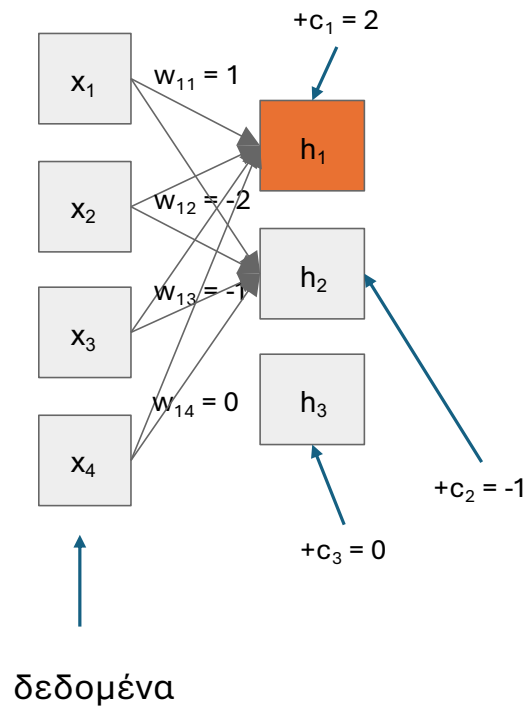 +c₁ = 2
x₁
w₁₁ = 1
h₁
x₂
w₁₂ = -2
h₂
w₁₃ = -1
x₃
h₃
w₁₄ = 0
x₄
+c₂ = -1
+c₃ = 0
δεδομένα